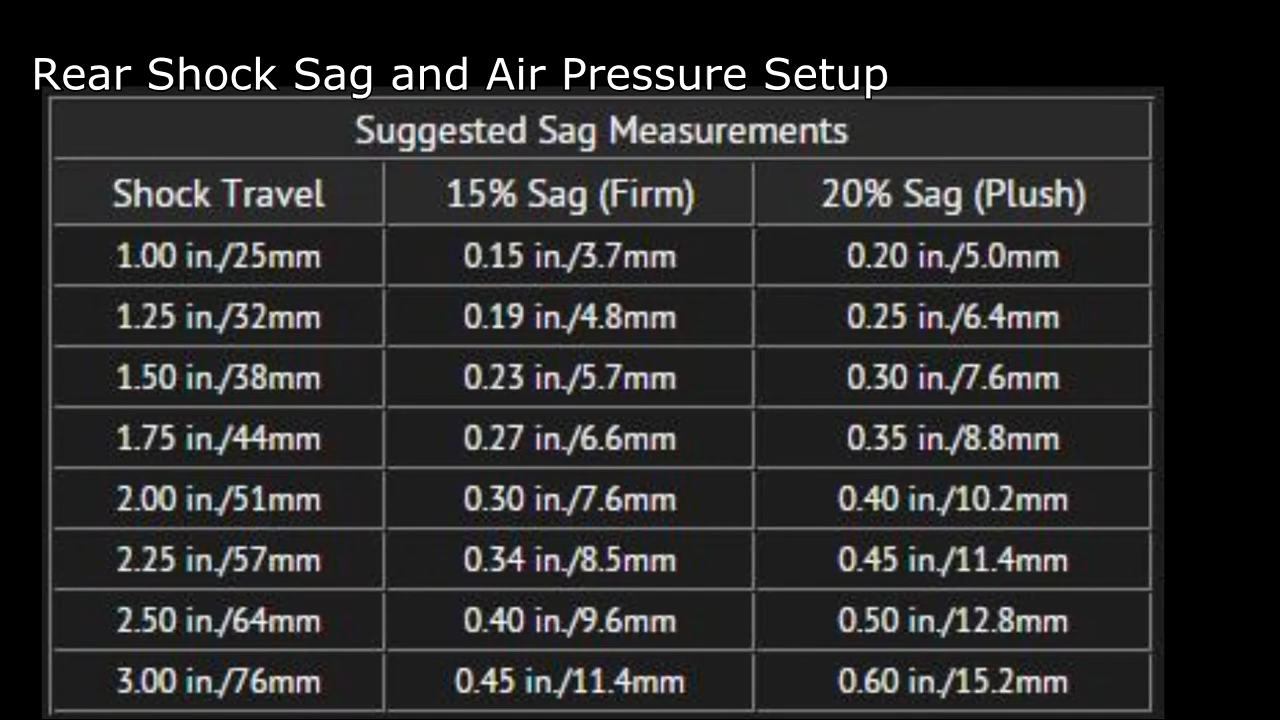 Rear Shock Sag and Air Pressure Setup
Suggested Sag Measurements
Shock Travel 15% Sag (Firm) 20% Sag (Plush)
1.00 in./25mm 0.15 in./3.7mm 0.20 in./5.0mm
1.25 in./32mm 0.19 in./4.8mm 0.25 in./6.4mm
1.50 in./38mm 0.23 in./5.7mm 0.30 in./7.6mm
1.75 in./44mm 0.27 in./6.6mm 0.35 in./8.8mm
2.00 in./51mm 0.30 in./7.6mm 0.40 in./10.2mm
2.25 in./57mm 0.34 in./8.5mm 0.45 in./11.4mm
2.50 in./64mm 0.40 in./9.6mm 0.50 in./12.8mm
3.00 in./76mm 0.45 in./11.4mm 0.60 in./15.2mm